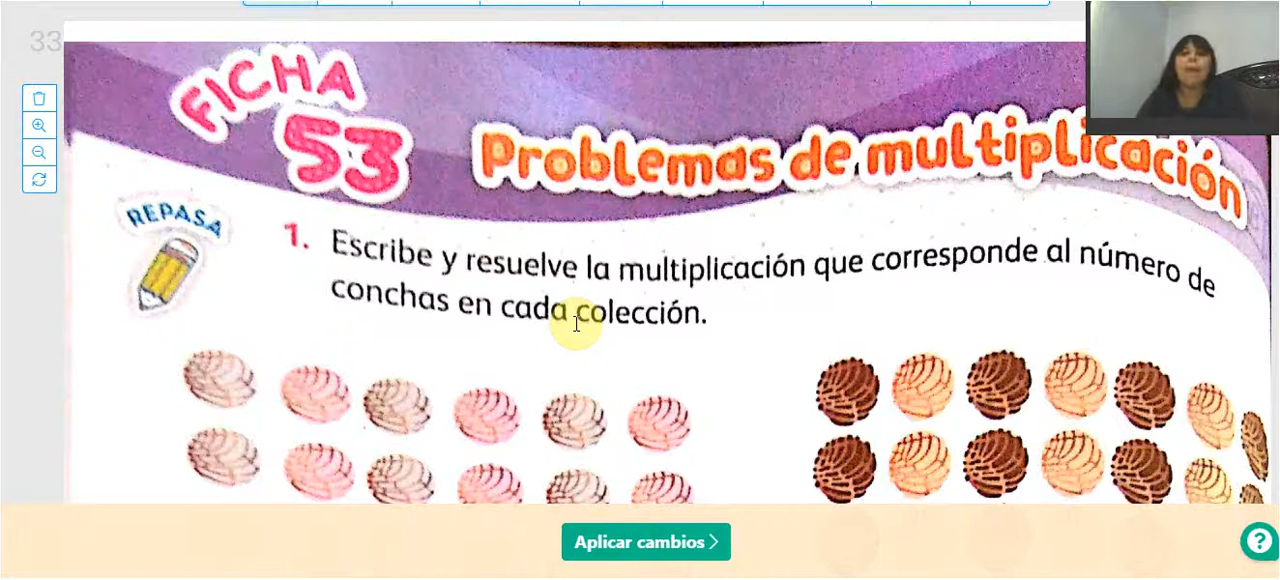 33
FICHA
53
Problemas de multiplicación
REPASA
1. Escribe y resuelve la multiplicación que corresponde al número de
conchas en cada colección.
Aplicar cambios
?